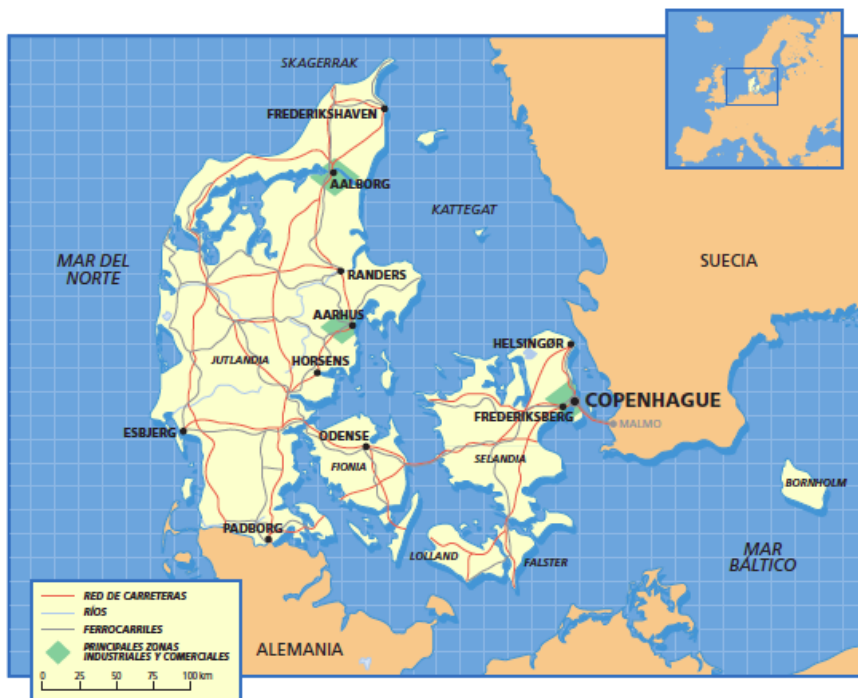 SKAGERRAK
FREDERIKSHAVEN
AALBORG
KATTEGAT
MAR DEL
NORTE
SUECIA
RANDERS
AARHUS
HELSINGØR
JUTLANDIA
HORSENS
COPENHAGUE
FREDERIKSBERG
MALMO
ESBJERG
ODENSE
FIONIA
SELANDIA
BORNHOLM
PADBORG
LOLLAND
FALSTER
MAR
BÁLTICO
ALEMANIA
RED DE CARRETERAS
RÍOS
FERROCARRILES
PRINCIPALES ZONAS
INDUSTRIALES Y COMERCIALES
0 25 50 75 100 km